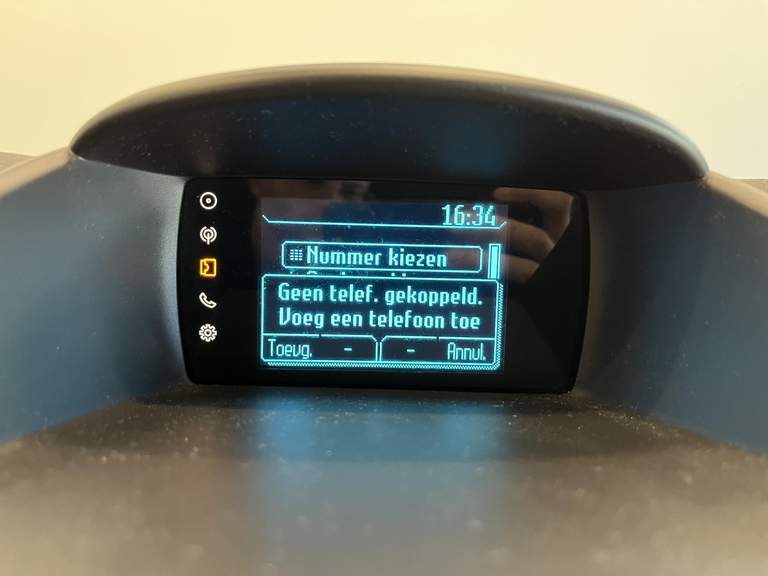 16:34
Nummer kiezen
Geen telef. gekoppeld.
Voeg een telefoon toe
Toevg. - - Annul.